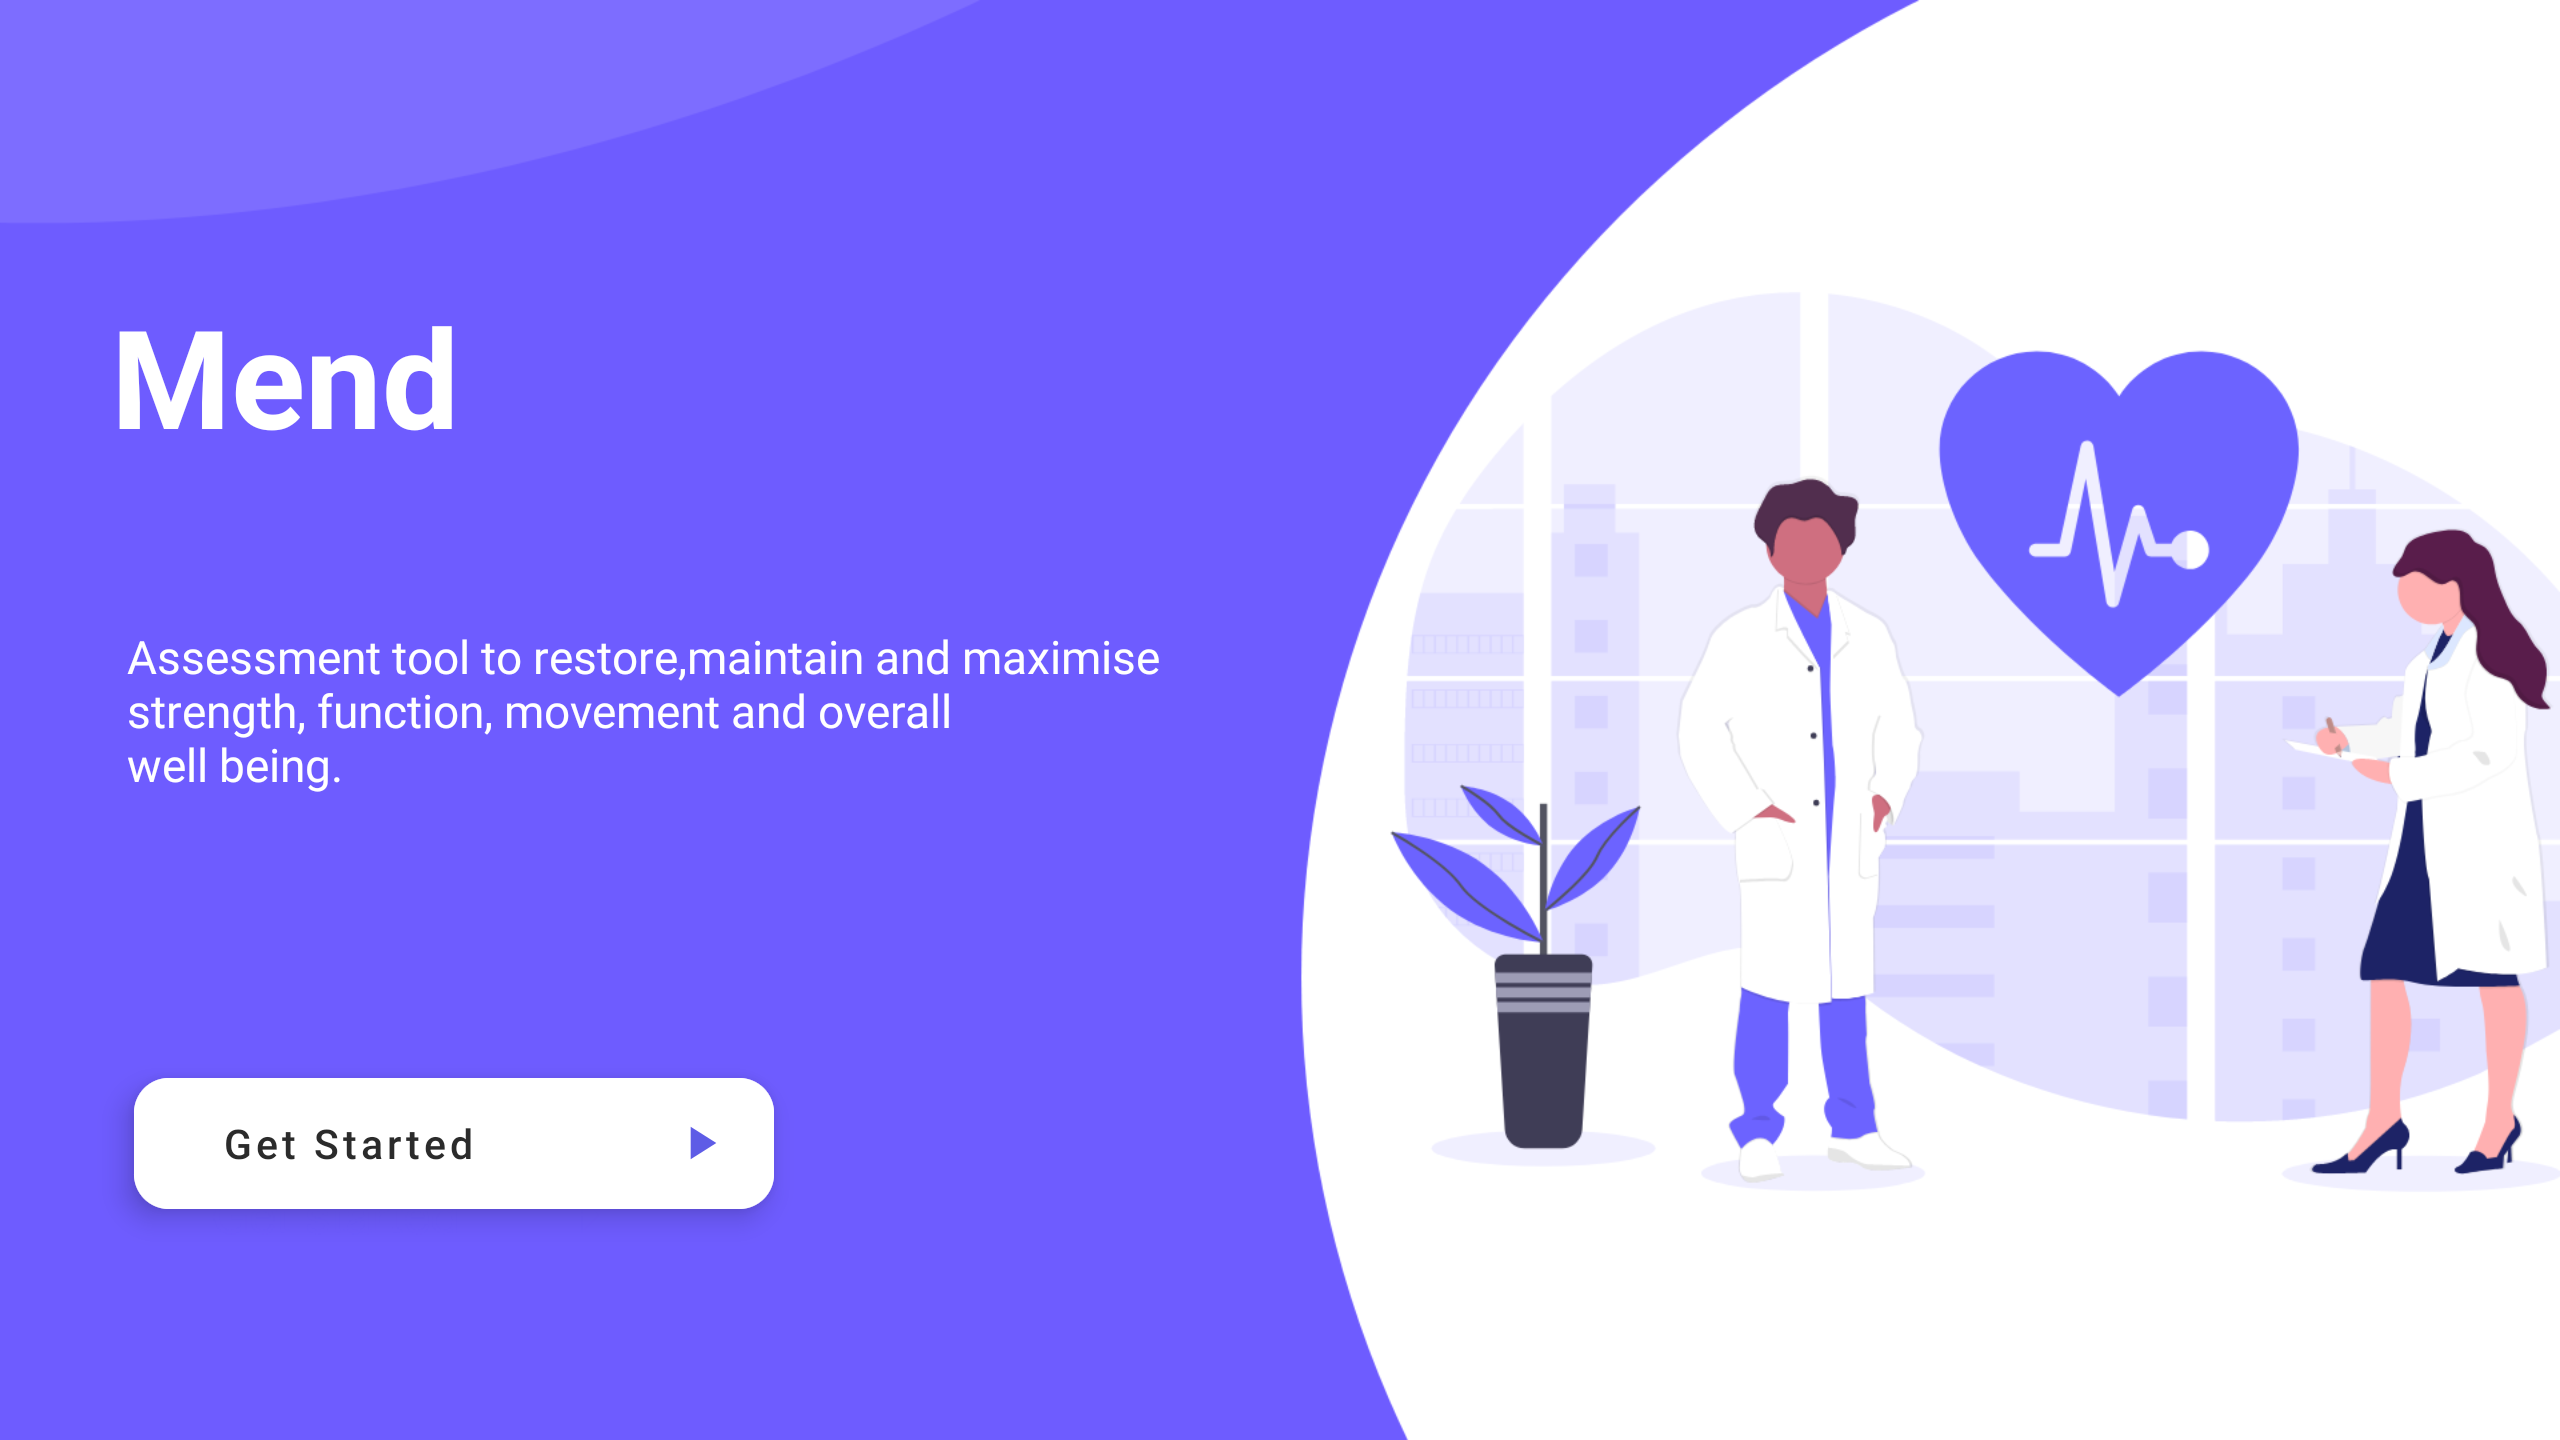 Mend
Assessment tool to restore,maintain and maximise
strength, function, movement and overall
well being.
Get Started